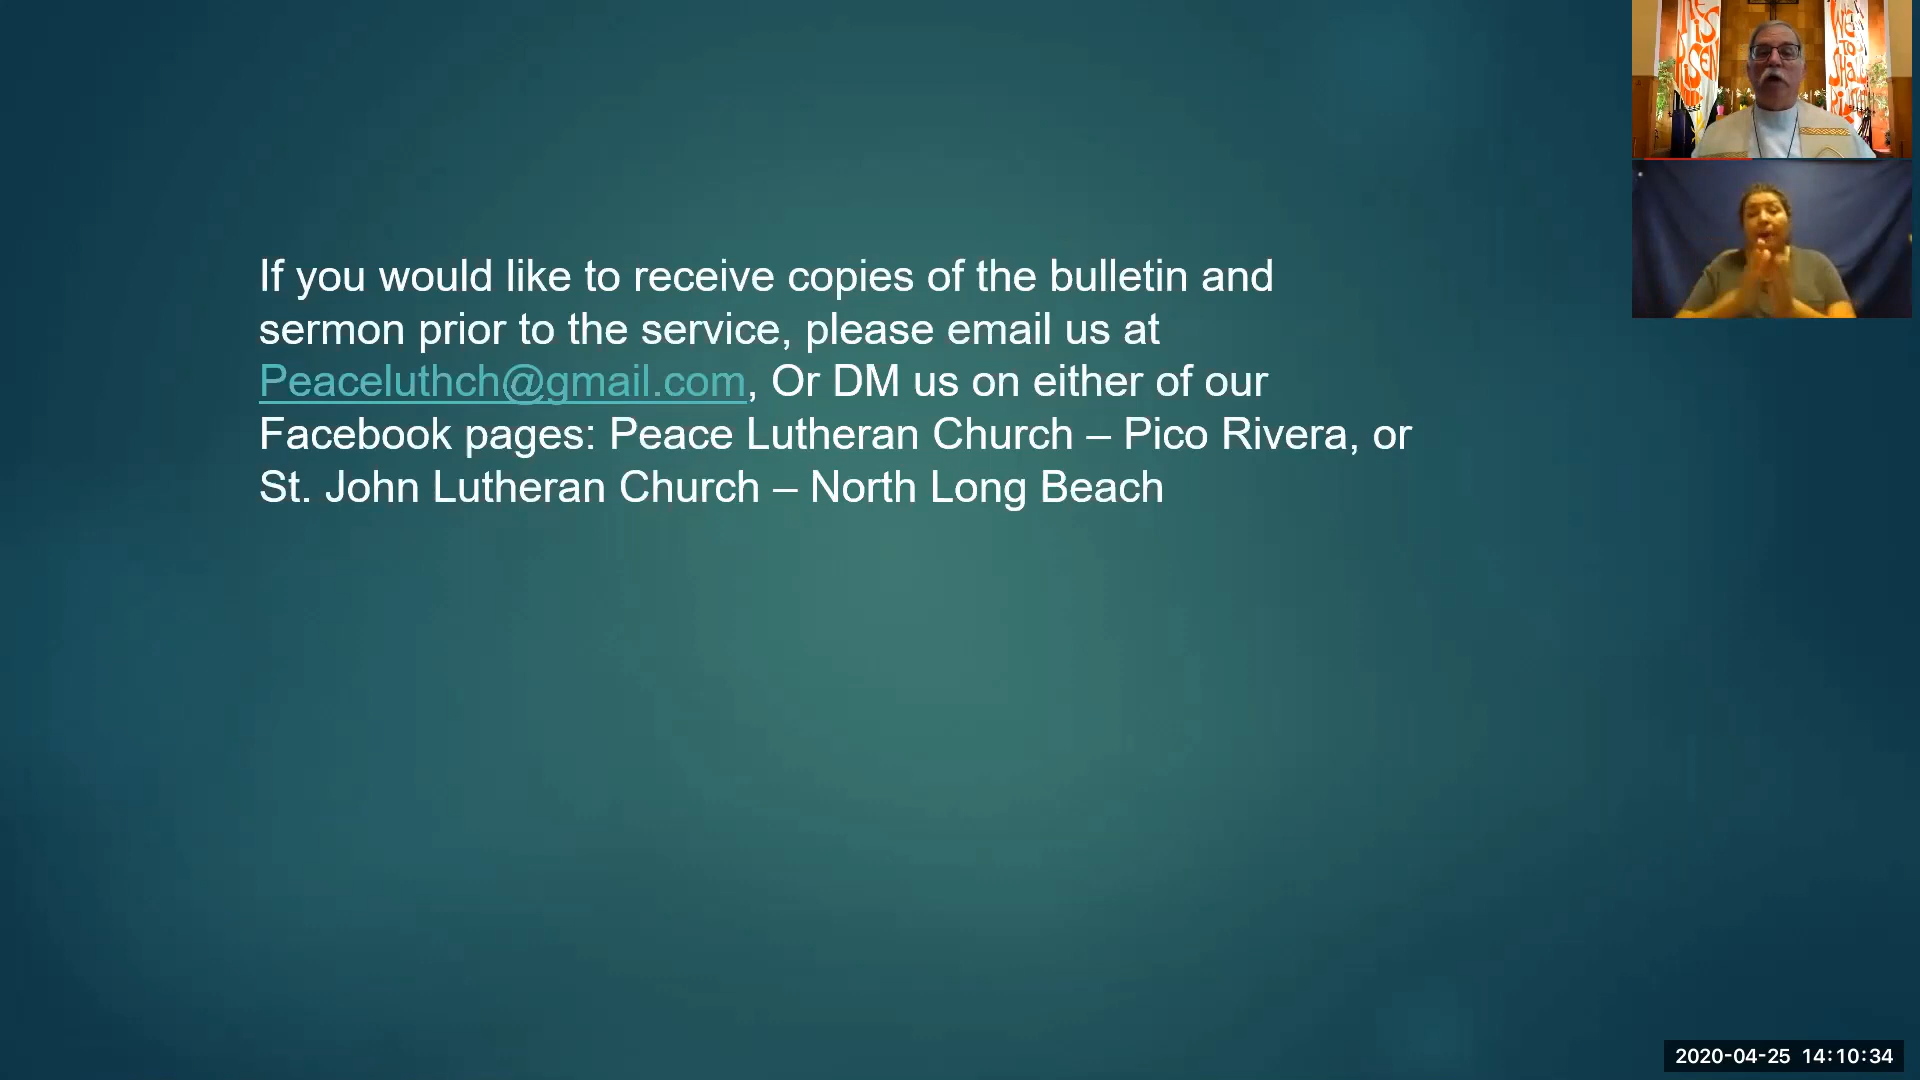 If you would like to receive copies of the bulletin and
sermon prior to the service, please email us at
Peaceluthch@gmail.com, Or DM us on either of our
Facebook pages: Peace Lutheran Church – Pico Rivera, or
St. John Lutheran Church – North Long Beach
2020-04-25 14:10:34